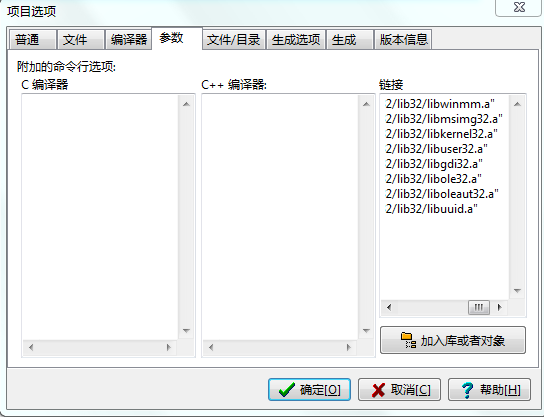 项目选项
普通 文件 编译器 参数 文件/目录 生成选项 生成 版本信息
附加的命令行选项:
C 编译器 C++ 编译器: 链接
2/lib32/libwinmm.a"
2/lib32/libmsimg32.a"
2/lib32/libkernel32.a"
2/lib32/libuser32.a"
2/lib32/libgdi32.a"
2/lib32/libole32.a"
2/lib32/liboleaut32.a"
2/lib32/libuuid.a"
加入库或者对象
确定[O] 取消[C] 帮助[H]